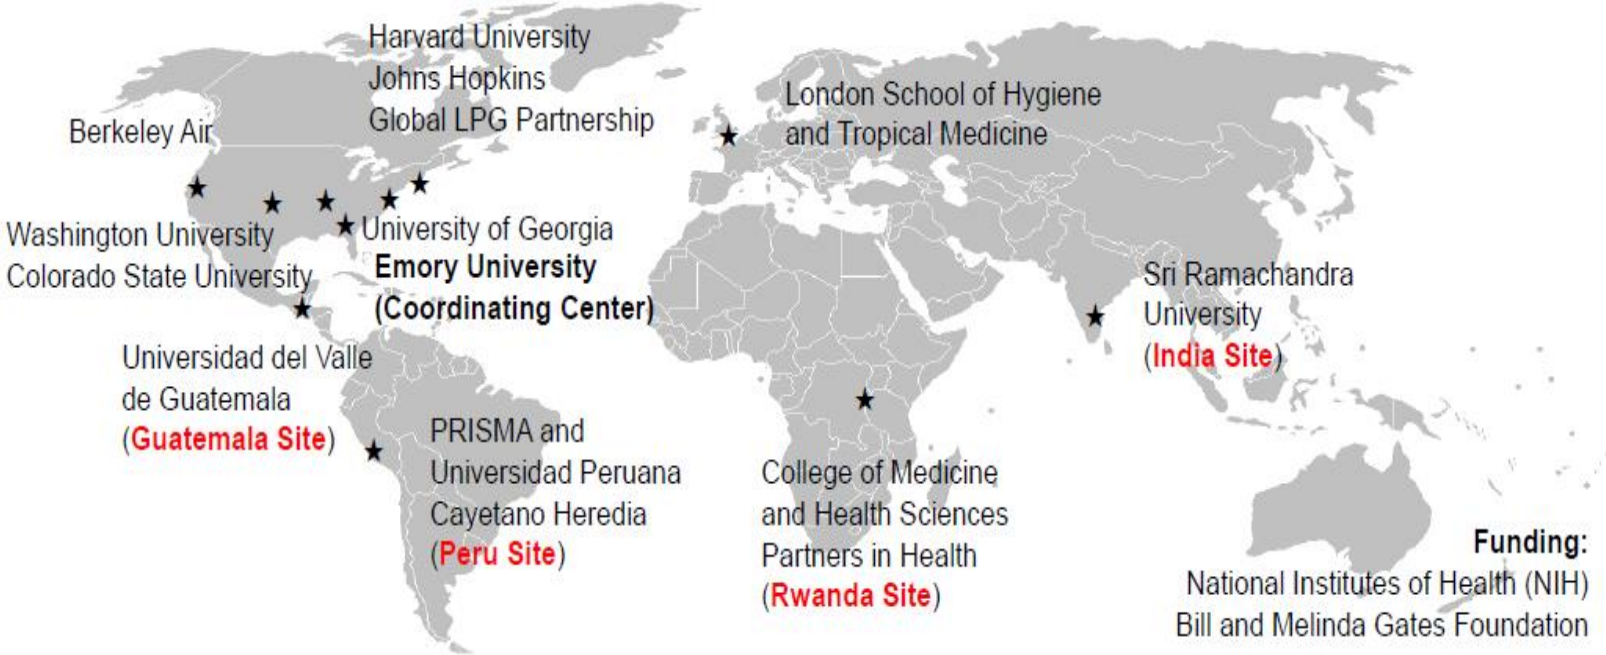 Harvard University
Johns Hopkins
Global LPG Partnership
Berkeley Air
London School of Hygiene
and Tropical Medicine
Washington University
Colorado State University
University of Georgia
Emory University
(Coordinating Center)
Sri Ramachandra
University
(India Site)
Universidad del Valle
de Guatemala
(Guatemala Site)
PRISMA and
Universidad Peruana
Cayetano Heredia
(Peru Site)
College of Medicine
and Health Sciences
Partners in Health
(Rwanda Site)
Funding:
National Institutes of Health (NIH)
Bill and Melinda Gates Foundation